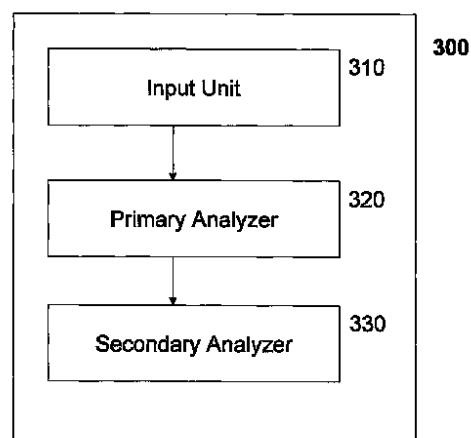 300
310
Input Unit
320
Primary Analyzer
330
Secondary Analyzer